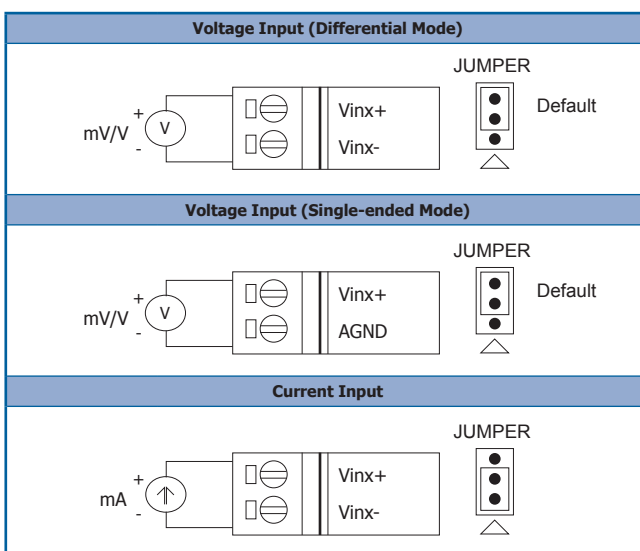 Voltage Input (Differential Mode)
JUMPER
Default
mV/V
+
-
V
Vinx+
Vinx-
Voltage Input (Single-ended Mode)
JUMPER
Default
mV/V
+
-
V
Vinx+
AGND
Current Input
JUMPER
mA
+
-
Vinx+
Vinx-